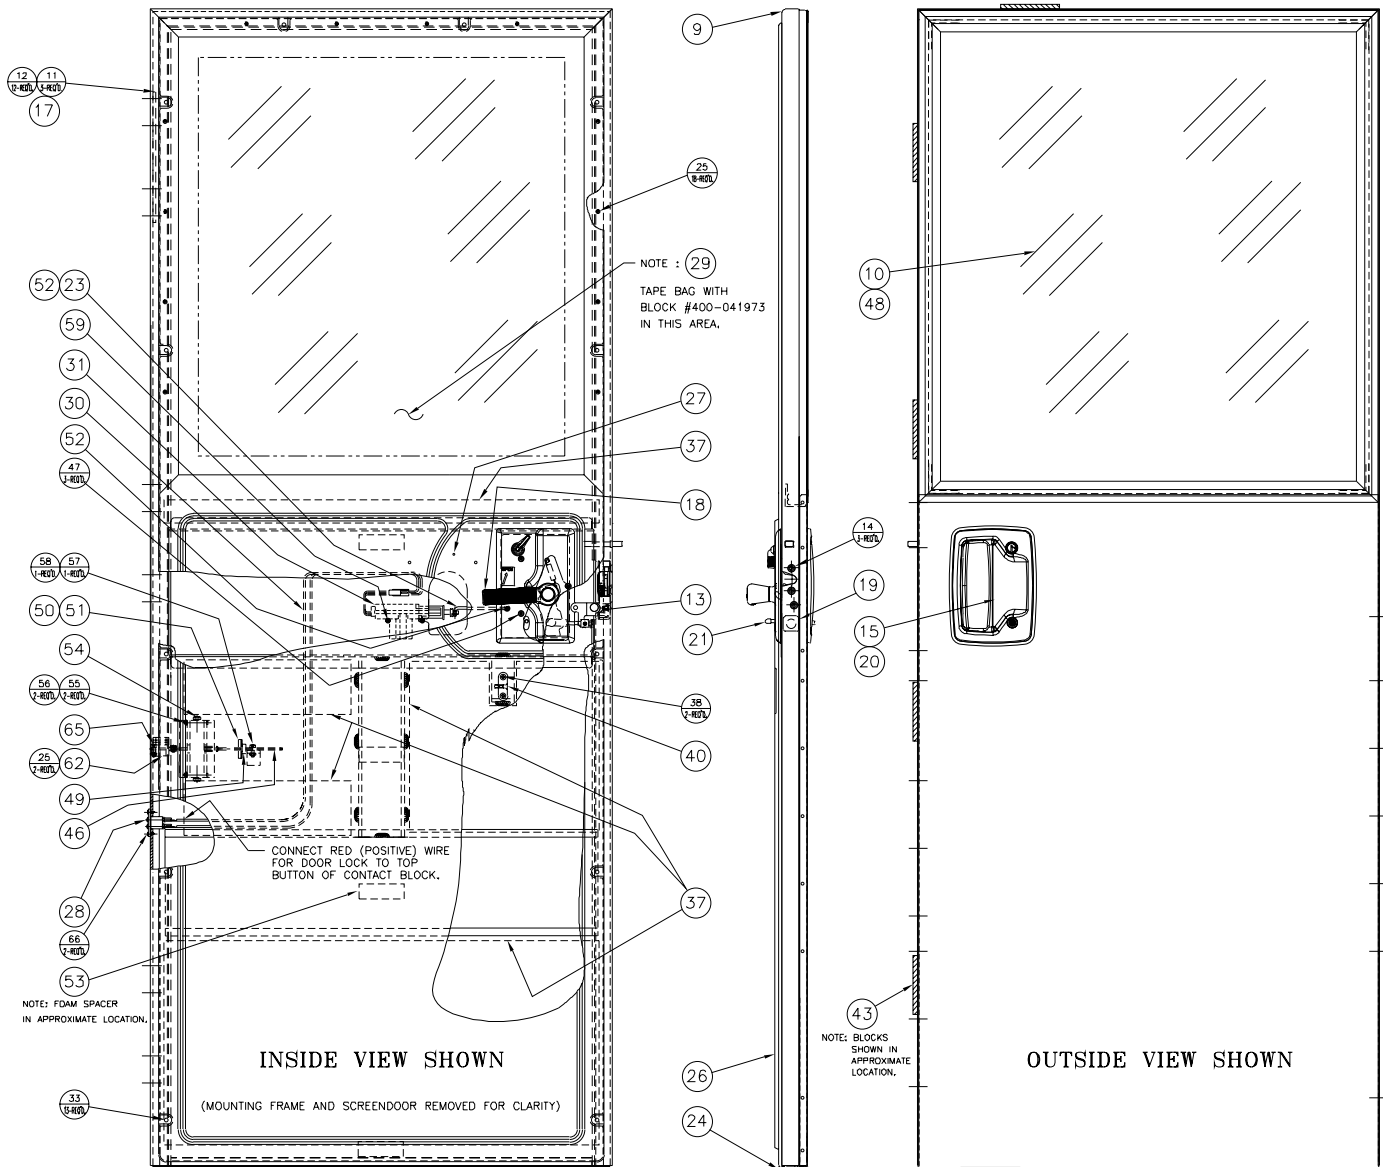 9
12 11
12-REQ'D. 3-REQ'D.
17
25
18-REQ'D.
NOTE : 29
TAPE BAG WITH
BLOCK #400-041973
IN THIS AREA.
10
48
52 23
59
31
30
52
47
3-REQ'D.
27
37
18
14
3-REQ'D.
58 57
1-REQ'D. 1-REQ'D.
50 51
54
56 55
2-REQ'D. 2-REQ'D.
65
25 62
2-REQ'D.
49
46
13
19
21
15
20
38
2-REQ'D.
40
CONNECT RED (POSITIVE) WIRE
FOR DOOR LOCK TO TOP
BUTTON OF CONTACT BLOCK.
28
66
2-REQ'D.
53
37
NOTE: FOAM SPACER
IN APPROXIMATE LOCATION.
43
NOTE: BLOCKS
SHOWN IN
APPROXIMATE
LOCATION.
INSIDE VIEW SHOWN
OUTSIDE VIEW SHOWN
26
33
13-REQ'D.
(MOUNTING FRAME AND SCREENDOOR REMOVED FOR CLARITY)
24